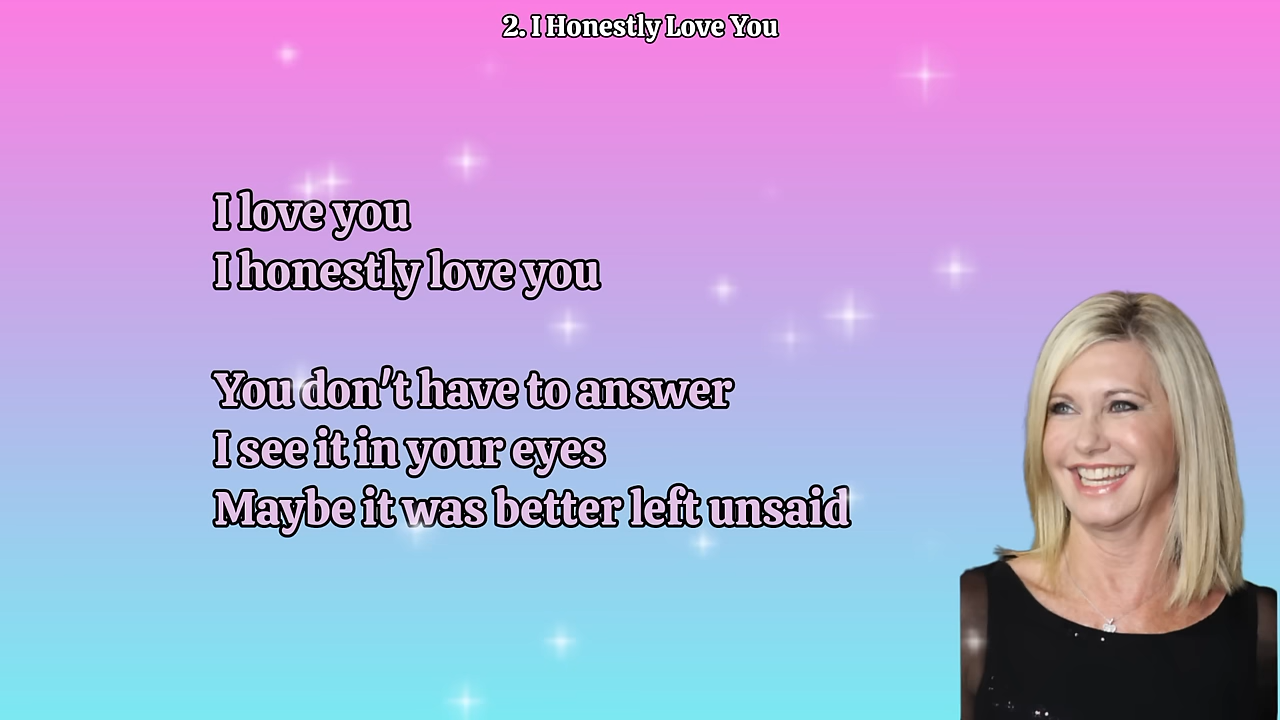 2. I Honestly Love You
I love you
I honestly love you
You don't have to answer
I see it in your eyes
Maybe it was better left unsaid